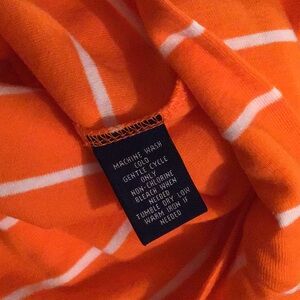 MACHINE WASH
COLD
GENTLE CYCLE
ONLY
NON-CHLORINE
BLEACH WHEN
NEEDED
TUMBLE DRY LOW
WARM IRON IF
NEEDED